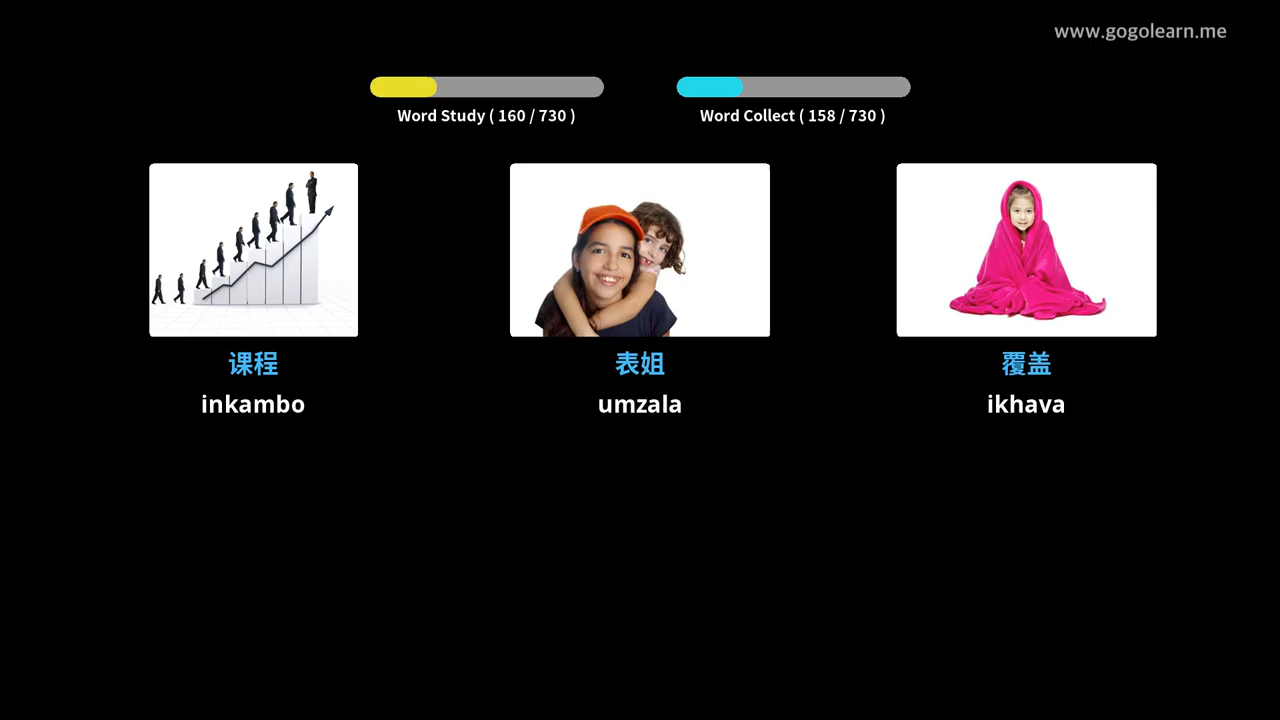 www.gogolearn.me
Word Study ( 160 / 730 )
Word Collect ( 158 / 730 )
课程
表姐
覆盖
inkambo
umzala
ikhava